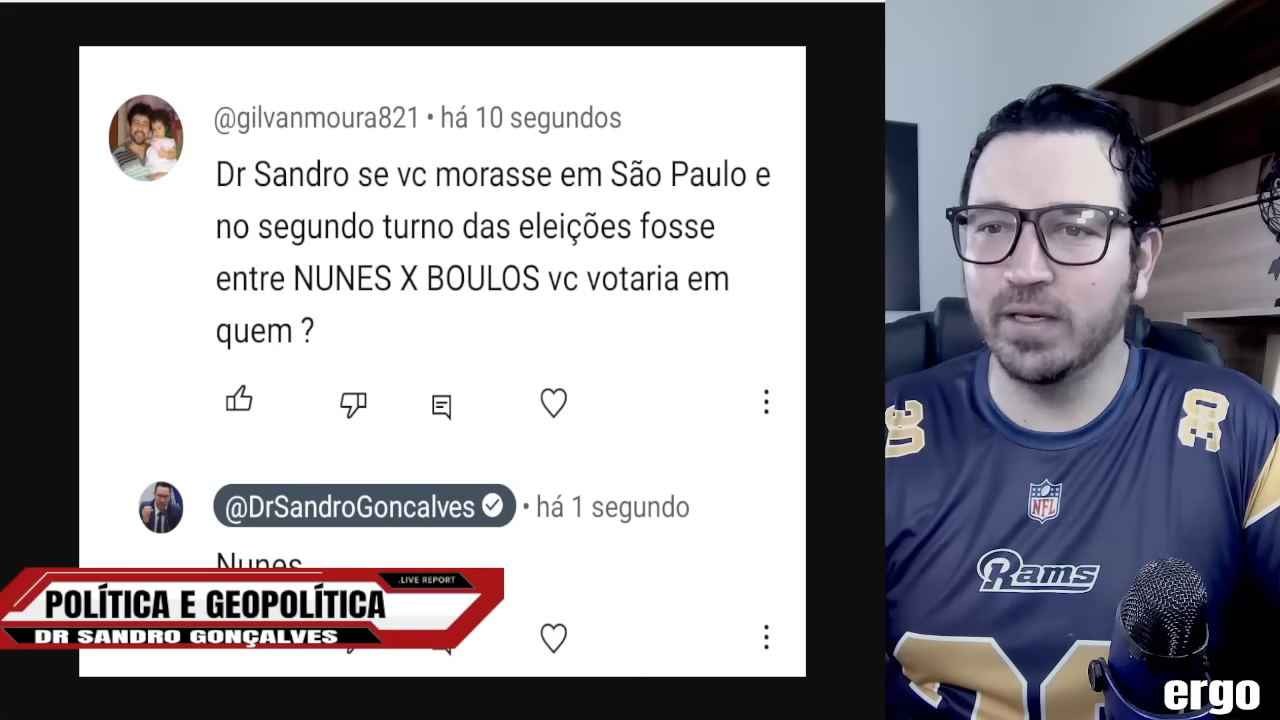 @gilvanmoura821 • há 10 segundos
Dr Sandro se vc morasse em São Paulo e
no segundo turno das eleições fosse
entre NUNES X BOULOS vc votaria em
quem ?
@DrSandroGoncalves • há 1 segundo
Nunes
.LIVE REPORT
POLÍTICA E GEOPOLÍTICA
DR SANDRO GONÇALVES
30
NFL
Rams
ergo